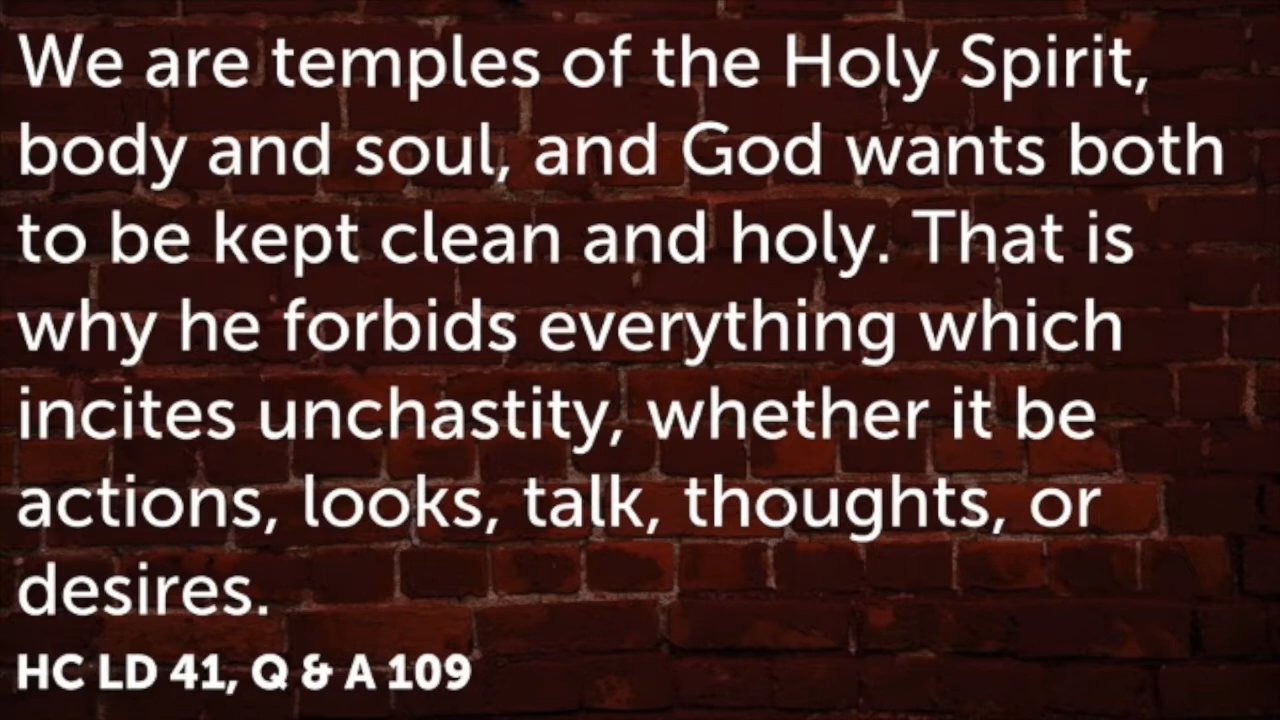 We are temples of the Holy Spirit,
body and soul, and God wants both
to be kept clean and holy. That is
why he forbids everything which
incites unchastity, whether it be
actions, looks, talk, thoughts, or
desires.
HC LD 41, Q & A 109